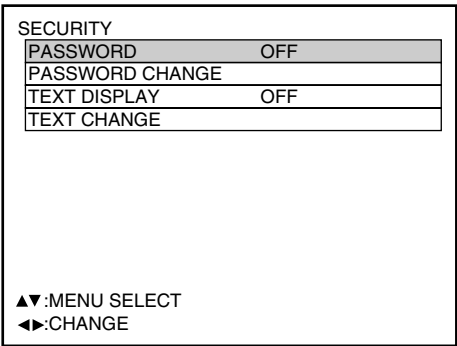 SECURITY
PASSWORD OFF
PASSWORD CHANGE
TEXT DISPLAY OFF
TEXT CHANGE
▲▼:MENU SELECT
◀▶:CHANGE